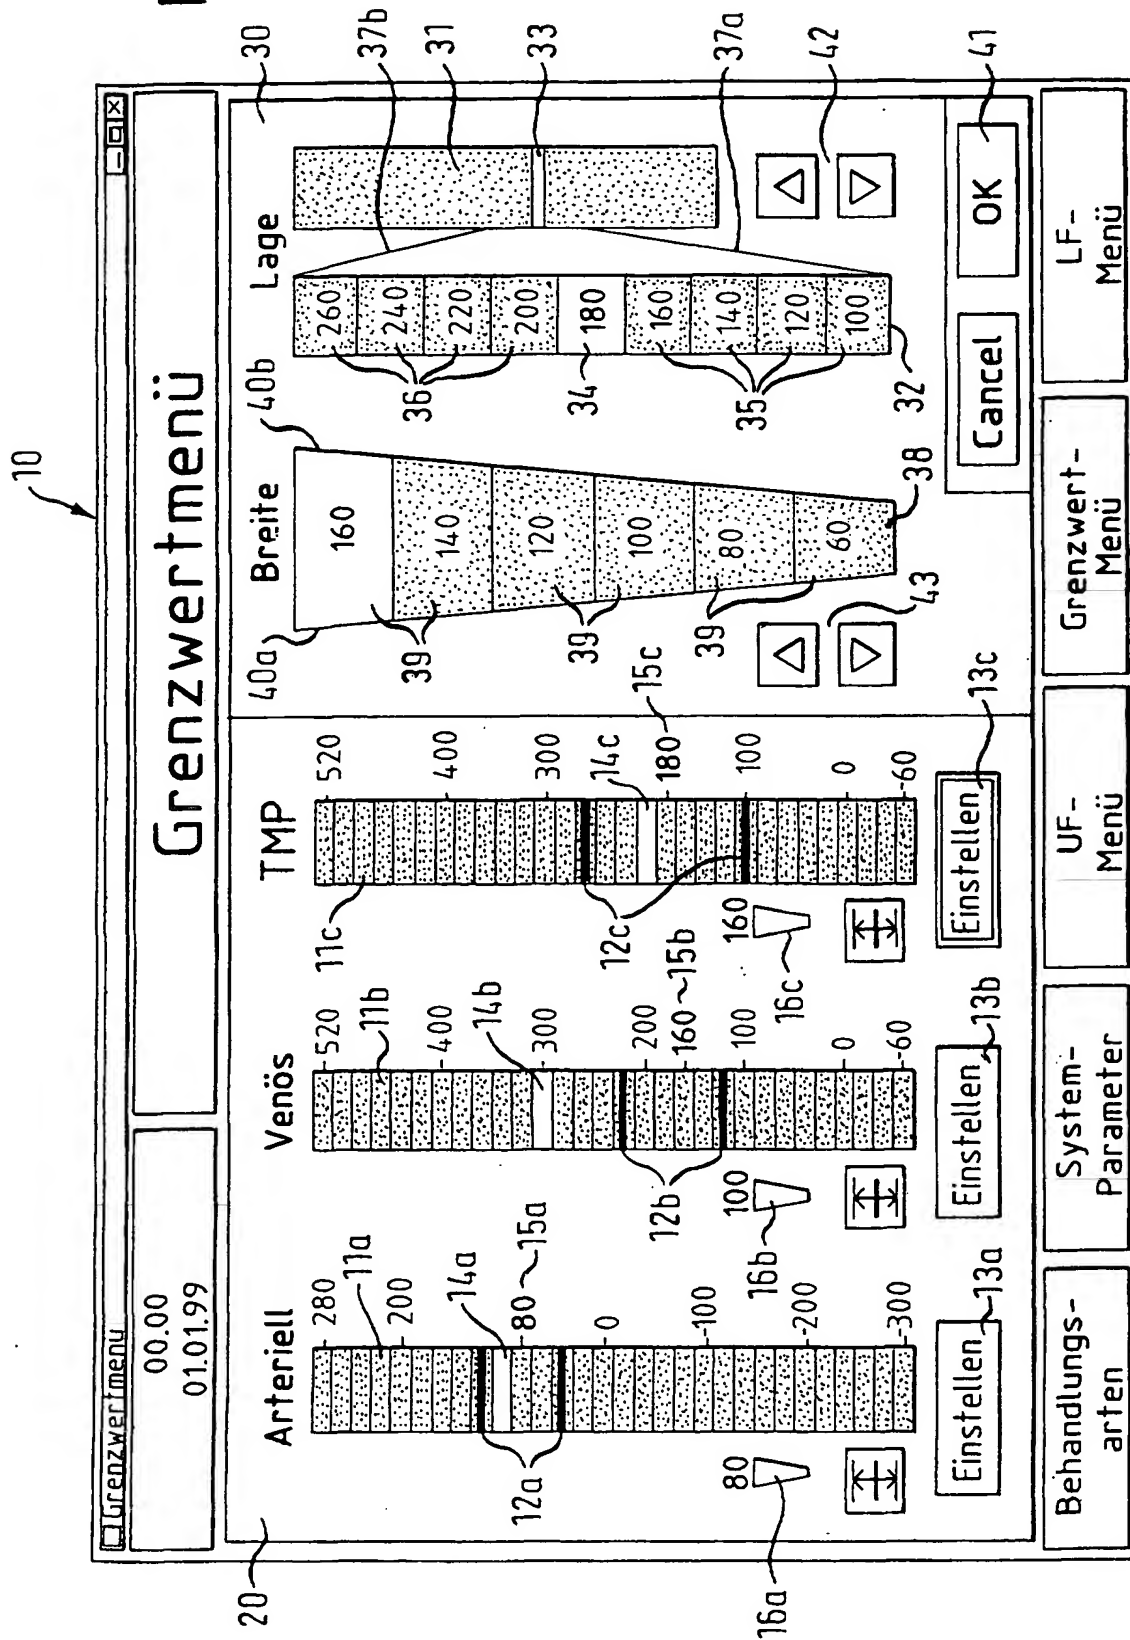 10
Grenzwertmenu
00.00
01.01.99
Grenzwertmenü
20
30
Arteriell
280
200
80
0
-100
-200
-300
11a
14a
15a
12a
80
16a
Einstellen
13a
Venös
520
400
300
200
160
100
0
-60
11b
14b
15b
12b
100
16b
Einstellen
13b
TMP
520
400
300
180
100
0
-60
11c
14c
15c
12c
160
16c
Einstellen
13c
Breite
40a
40b
160
140
120
100
80
60
39
39
39
38
43
Lage
260
240
220
200
180
160
140
120
100
36
34
35
32
37b
31
33
37a
42
Cancel
OK
41
Behandlungs-
arten
System-
Parameter
UF-
Menü
Grenzwert-
Menü
LF-
Menü